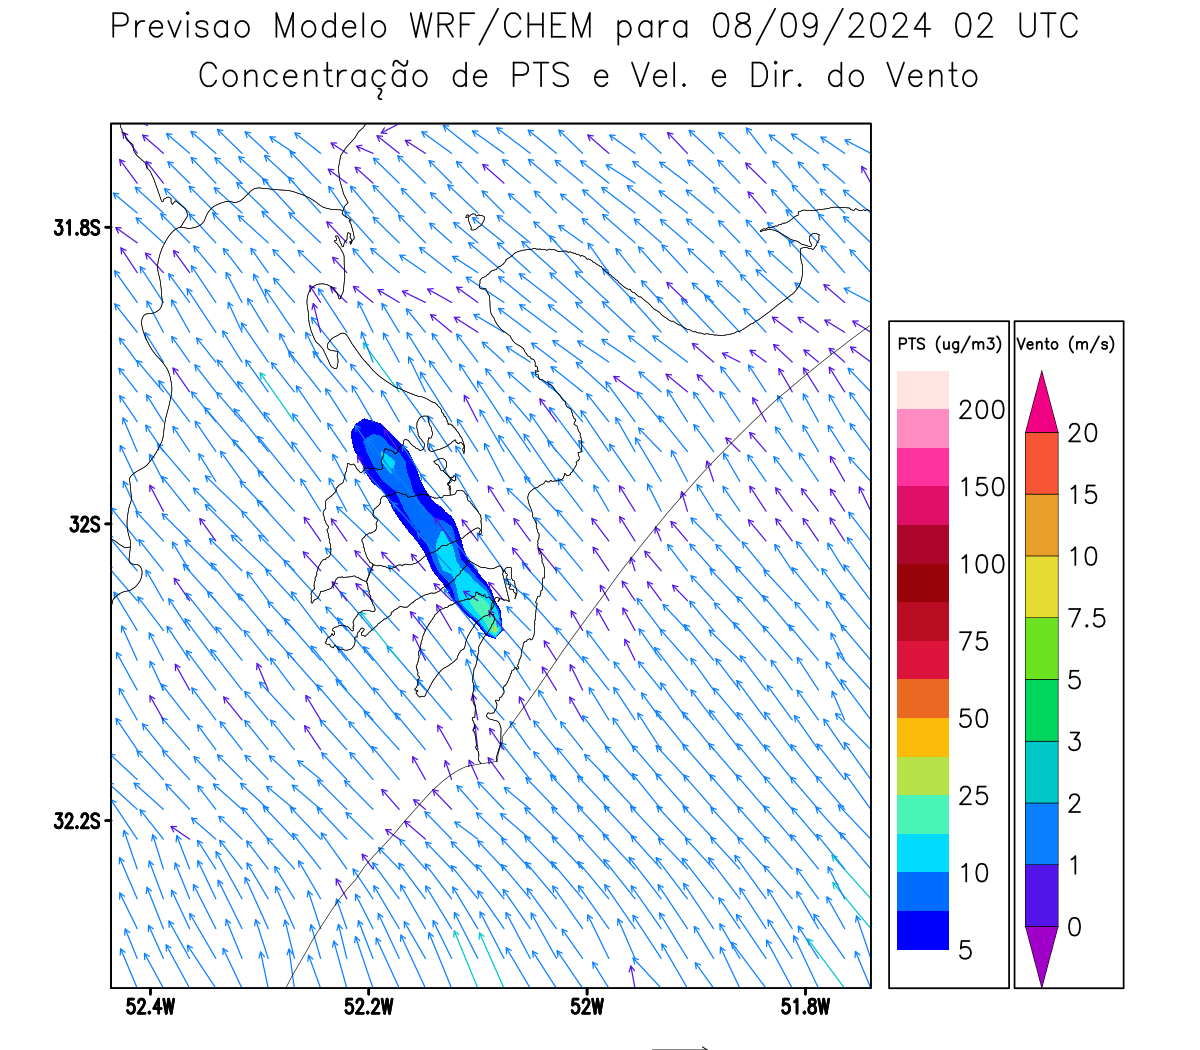 Previsao Modelo WRF/CHEM para 08/09/2024 02 UTC
Concentração de PTS e Vel. e Dir. do Vento
31.8S
32S
32.2S
52.4W 52.2W 52W 51.8W
PTS (ug/m3)
200
150
100
75
50
25
10
5
Vento (m/s)
20
15
10
7.5
5
3
2
1
0